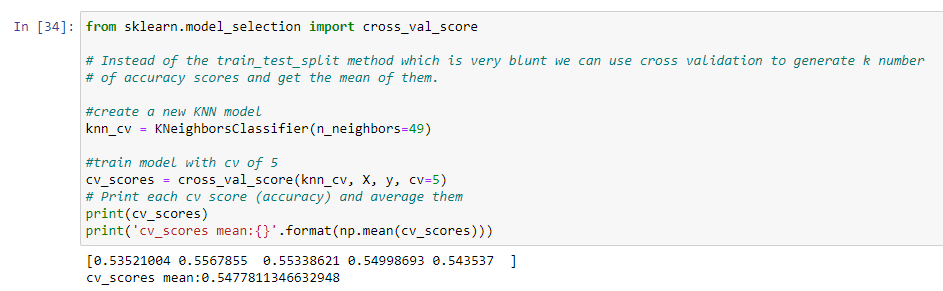 In [34]: from sklearn.model_selection import cross_val_score
# Instead of the train_test_split method which is very blunt we can use cross validation to generate k number
# of accuracy scores and get the mean of them.
#create a new KNN model
knn_cv = KNeighborsClassifier(n_neighbors=49)
#train model with cv of 5
cv_scores = cross_val_score(knn_cv, X, y, cv=5)
# Print each cv score (accuracy) and average them
print(cv_scores)
print('cv_scores mean:{}'.format(np.mean(cv_scores)))
[0.53521004 0.5567855  0.55338621 0.54998693 0.543537  ]
cv_scores mean:0.5477811346632948